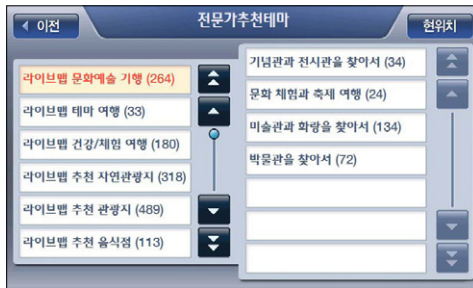 이전
전문가추천테마
현위치
라이브맵 문화예술 기행 (264)
라이브맵 테마 여행 (33)
라이브맵 건강/체험 여행 (180)
라이브맵 추천 자연관광지 (318)
라이브맵 추천 관광지 (489)
라이브맵 추천 음식점 (113)
기념관과 전시관을 찾아서 (34)
문화 체험과 축제 여행 (24)
미술관과 화랑을 찾아서 (134)
박물관을 찾아서 (72)